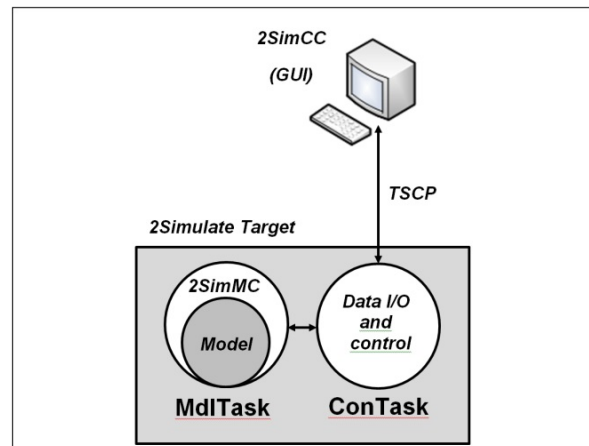 2SimCC
(GUI)
TSCP
2Simulate Target
2SimMC
Model
Data I/O
and
control
MdlTask
ConTask